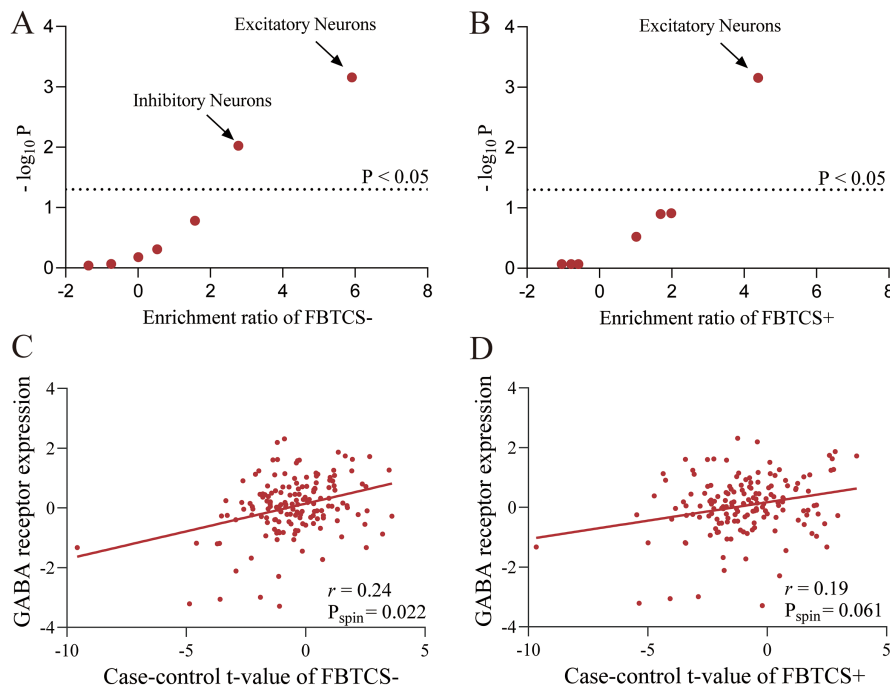 A
Excitatory Neurons
Inhibitory Neurons
P < 0.05
- log10 P
4
3
2
1
0
-2
0
2
4
6
8
Enrichment ratio of FBTCS-
B
Excitatory Neurons
P < 0.05
- log10 P
4
3
2
1
0
-2
0
2
4
6
8
Enrichment ratio of FBTCS+
C
GABA receptor expression
4
2
0
-2
-4
r = 0.24
Pspin = 0.022
-10
-5
0
5
Case-control t-value of FBTCS-
D
GABA receptor expression
4
2
0
-2
-4
r = 0.19
Pspin = 0.061
-10
-5
0
5
Case-control t-value of FBTCS+